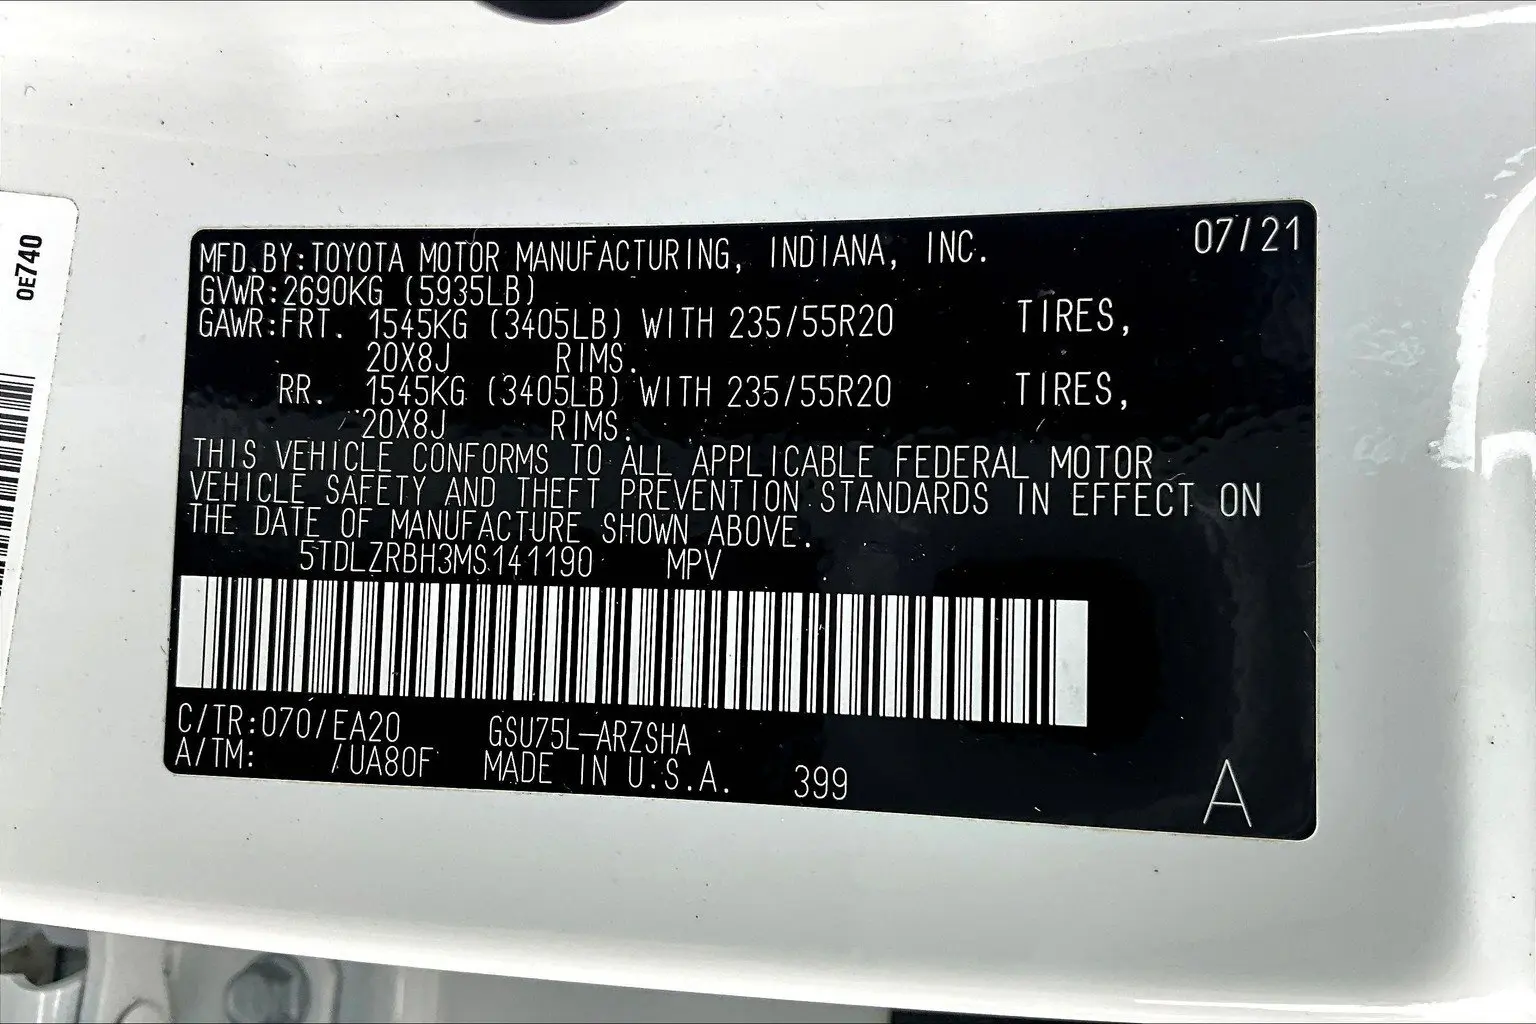 OE740
MFD.BY:TOYOTA MOTOR MANUFACTURING, INDIANA, INC. 07/21
GVWR:2690KG (5935LB)
GAWR:FRT. 1545KG (3405LB) WITH 235/55R20 TIRES,
20X8J RIMS.
RR. 1545KG (3405LB) WITH 235/55R20 TIRES,
20X8J RIMS.
THIS VEHICLE CONFORMS TO ALL APPLICABLE FEDERAL MOTOR
VEHICLE SAFETY AND THEFT PREVENTION STANDARDS IN EFFECT ON
THE DATE OF MANUFACTURE SHOWN ABOVE.
5TDLZRBH3MS141190 MPV
C/TR:070/EA20 GSU75L-ARZSHA
A/TM: /UA80F MADE IN U.S.A. 399 A